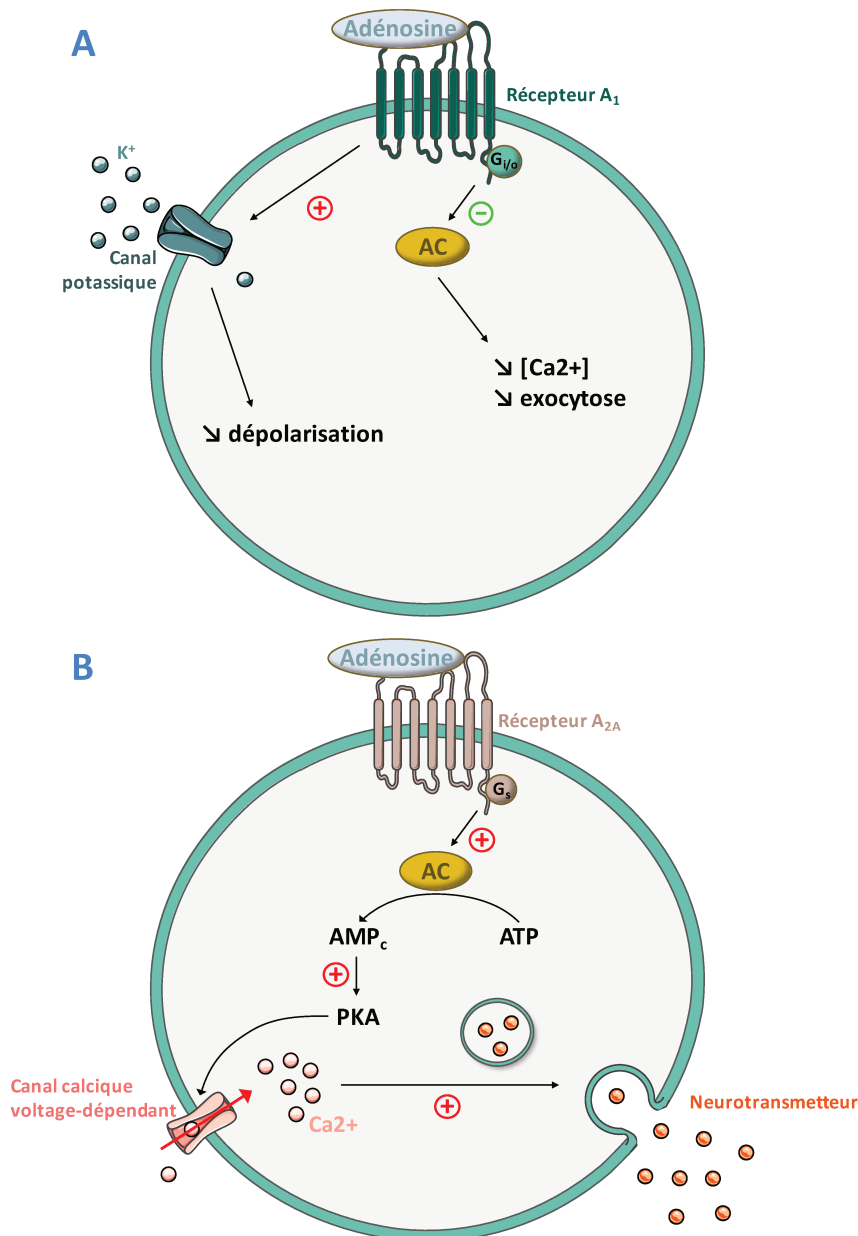 A
Adénosine
Récepteur A1
Gi/o
K+
+
−
AC
Canal
potassique
↘ [Ca2+]
↘ exocytose
↘ dépolarisation
B
Adénosine
Récepteur A2A
Gs
+
AC
AMPc
ATP
+
PKA
Canal calcique
voltage-dépendant
Ca2+
+
Neurotransmetteur